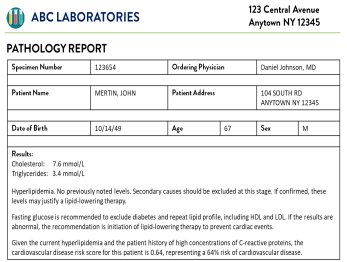 ABC LABORATORIES
123 Central Avenue
Anytown NY 12345
PATHOLOGY REPORT
Specimen Number 123654 Ordering Physician Daniel Johnson, MD
Patient Name MERTIN, JOHN Patient Address 104 SOUTH RD
ANYTOWN NY 12345
Date of Birth 10/14/49 Age 67 Sex M
Results:
Cholesterol: 7.6 mmol/L
Triglycerides: 3.4 mmol/L
Hyperlipidemia. No previously noted levels. Secondary causes should be excluded at this stage. If confirmed, these
levels may justify a lipid-lowering therapy.
Fasting glucose is recommended to exclude diabetes and repeat lipid profile, including HDL and LDL. If the results are
abnormal, the recommendation is initiation of lipid-lowering therapy to prevent cardiac events.
Given the current hyperlipidemia and the patient history of high concentrations of C-reactive proteins, the
cardiovascular disease risk score for this patient is 0.64, representing a 64% risk of cardiovascular disease.